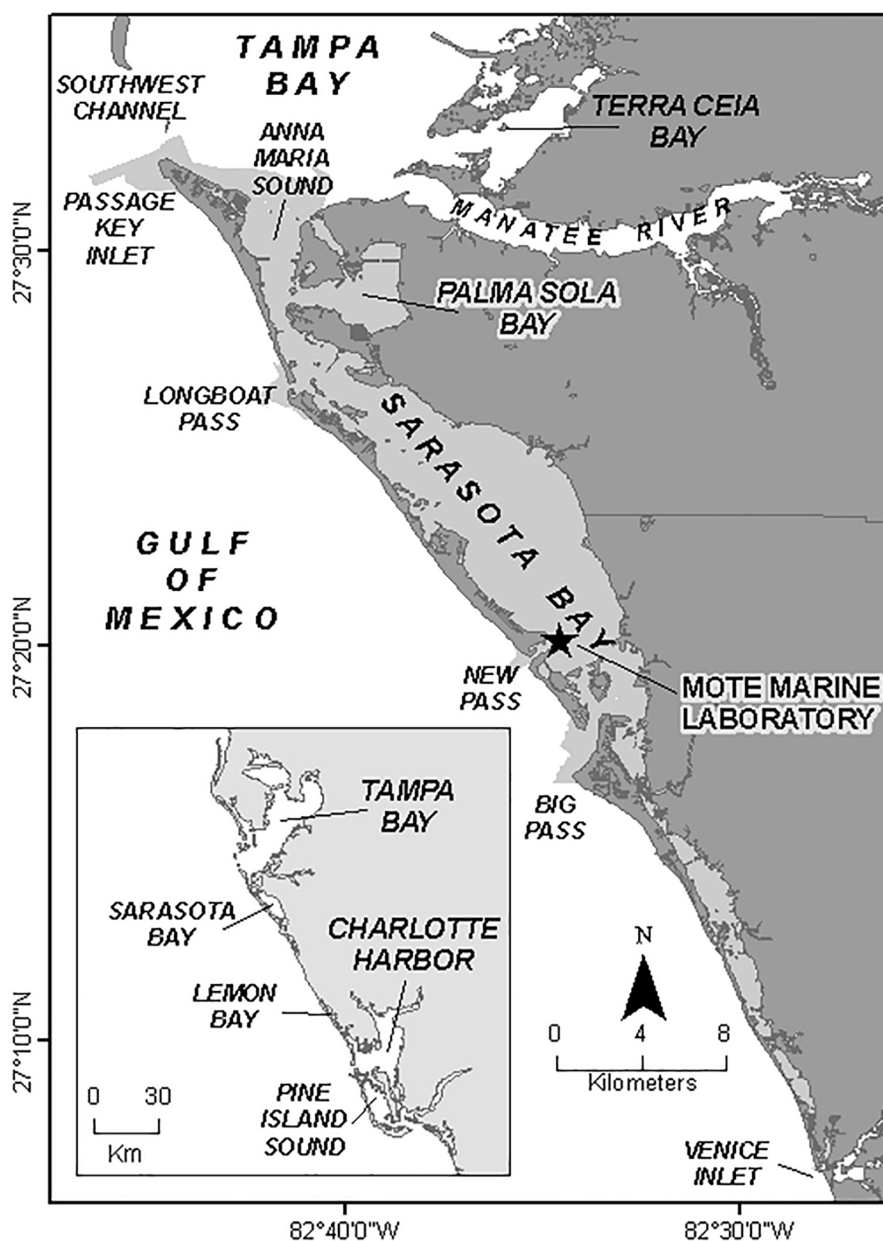 TAMPA
BAY
SOUTHWEST
CHANNEL
ANNA
MARIA
SOUND
TERRA CEIA
BAY
PASSAGE
KEY
INLET
MANATEE RIVER
27°30'0"N
PALMA SOLA
BAY
LONGBOAT
PASS
SARASOTA BAY
GULF
OF
MEXICO
27°20'0"N
NEW
PASS
MOTE MARINE
LABORATORY
BIG
PASS
TAMPA
BAY
SARASOTA
BAY
CHARLOTTE
HARBOR
LEMON
BAY
PINE
ISLAND
SOUND
0 30
Km
N
0 4 8
Kilometers
27°10'0"N
VENICE
INLET
82°40'0"W
82°30'0"W